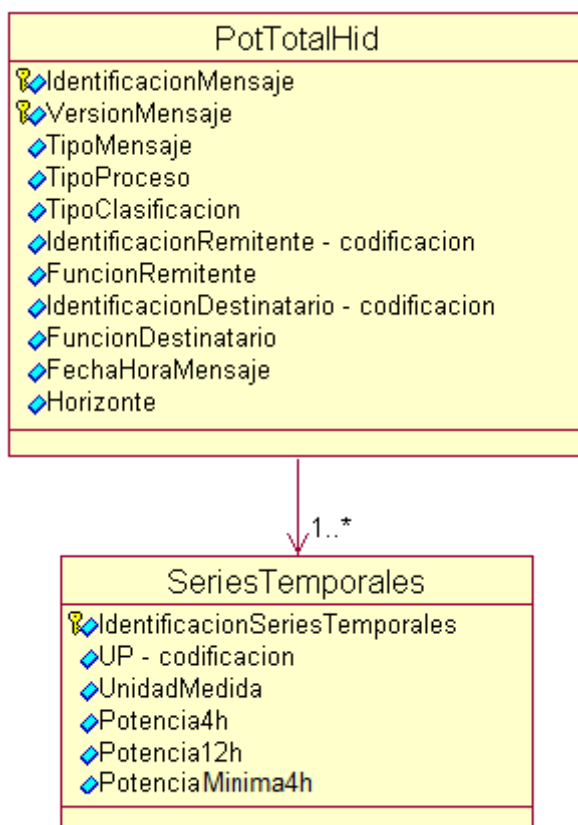 PotTotalHid
IdentificacionMensaje
VersionMensaje
TipoMensaje
TipoProceso
TipoClasificacion
IdentificacionRemitente - codificacion
FuncionRemitente
IdentificacionDestinatario - codificacion
FuncionDestinatario
FechaHoraMensaje
Horizonte
1..*
SeriesTemporales
IdentificacionSeriesTemporales
UP - codificacion
UnidadMedida
Potencia4h
Potencia12h
PotenciaMinima4h